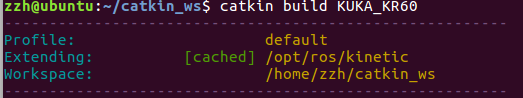 zzh@ubuntu:~/catkin_ws$ catkin build KUKA_KR60
--------------------------------------------------------
Profile:                     default
Extending:          [cached] /opt/ros/kinetic
Workspace:                   /home/zzh/catkin_ws
--------------------------------------------------------